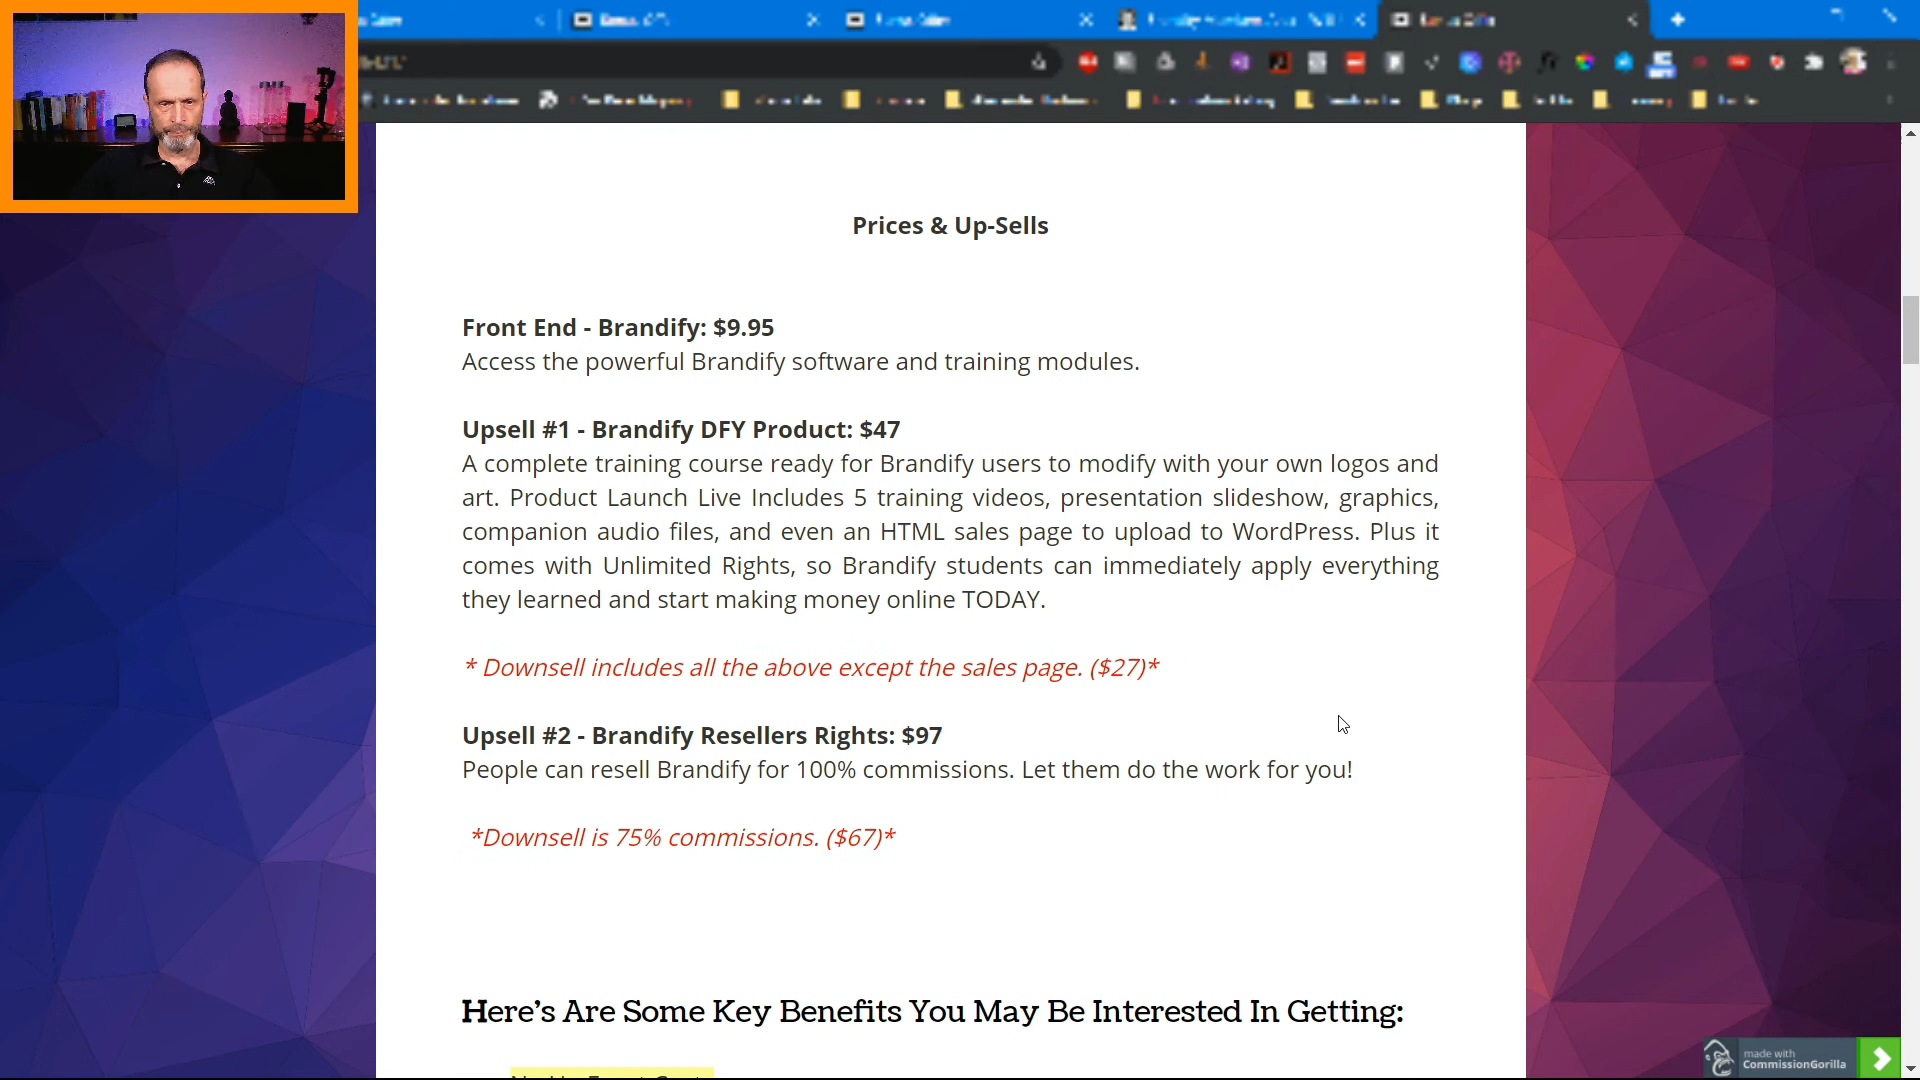 Prices & Up-Sells
Front End - Brandify: $9.95
Access the powerful Brandify software and training modules.
Upsell #1 - Brandify DFY Product: $47
A complete training course ready for Brandify users to modify with your own logos and
art. Product Launch Live Includes 5 training videos, presentation slideshow, graphics,
companion audio files, and even an HTML sales page to upload to WordPress. Plus it
comes with Unlimited Rights, so Brandify students can immediately apply everything
they learned and start making money online TODAY.
* Downsell includes all the above except the sales page. ($27)*
Upsell #2 - Brandify Resellers Rights: $97
People can resell Brandify for 100% commissions. Let them do the work for you!
*Downsell is 75% commissions. ($67)*
Here's Are Some Key Benefits You May Be Interested In Getting:
made with
CommissionGorilla